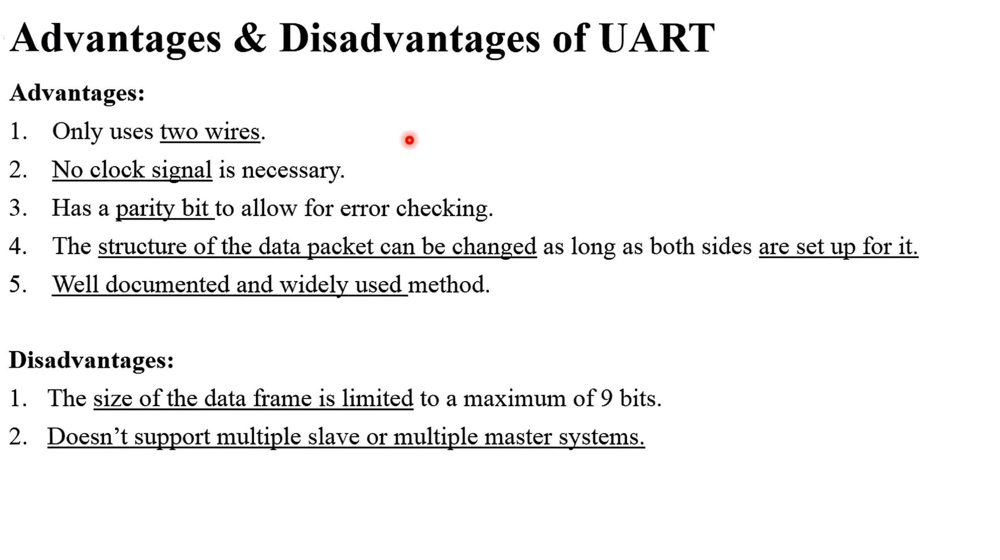 Advantages & Disadvantages of UART
Advantages:
1. Only uses two wires.
2. No clock signal is necessary.
3. Has a parity bit to allow for error checking.
4. The structure of the data packet can be changed as long as both sides are set up for it.
5. Well documented and widely used method.
Disadvantages:
1. The size of the data frame is limited to a maximum of 9 bits.
2. Doesn’t support multiple slave or multiple master systems.